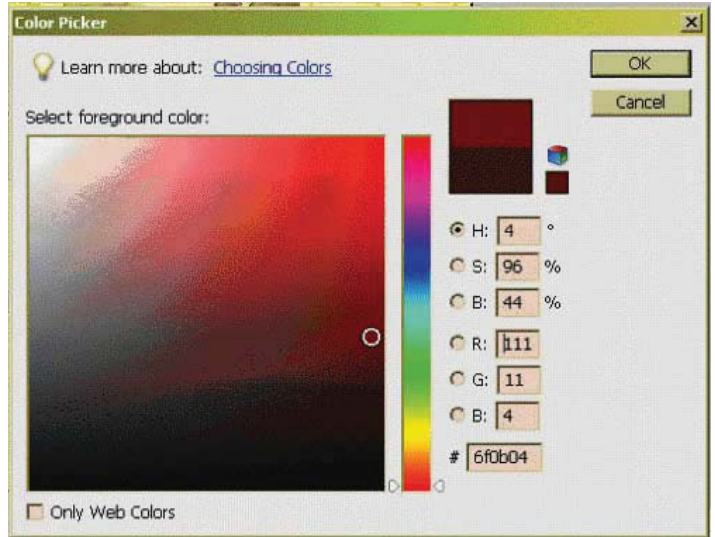 Color Picker
Learn more about: Choosing Colors
OK
Cancel
Select foreground color:
H: 4 °
S: 96 %
B: 44 %
R: 111
G: 11
B: 4
# 6f0b04
Only Web Colors